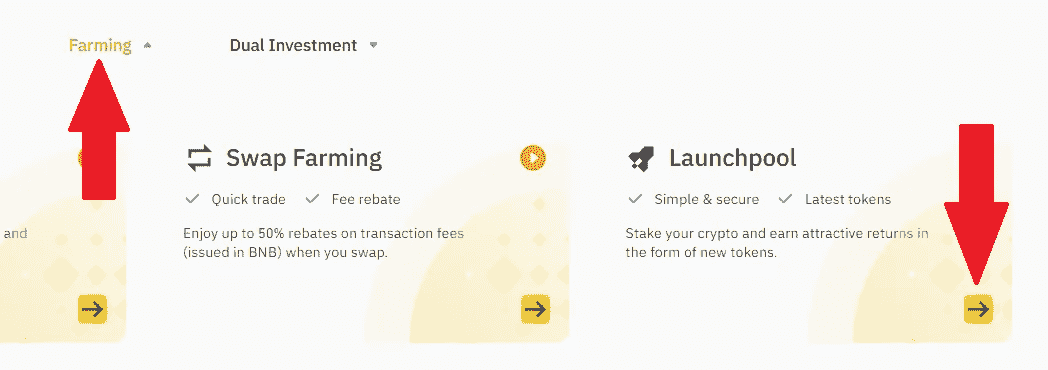 Farming
Dual Investment
Swap Farming
Launchpool
Quick trade
Fee rebate
Simple & secure
Latest tokens
and
Enjoy up to 50% rebates on transaction fees
(issued in BNB) when you swap.
Stake your crypto and earn attractive returns in
the form of new tokens.